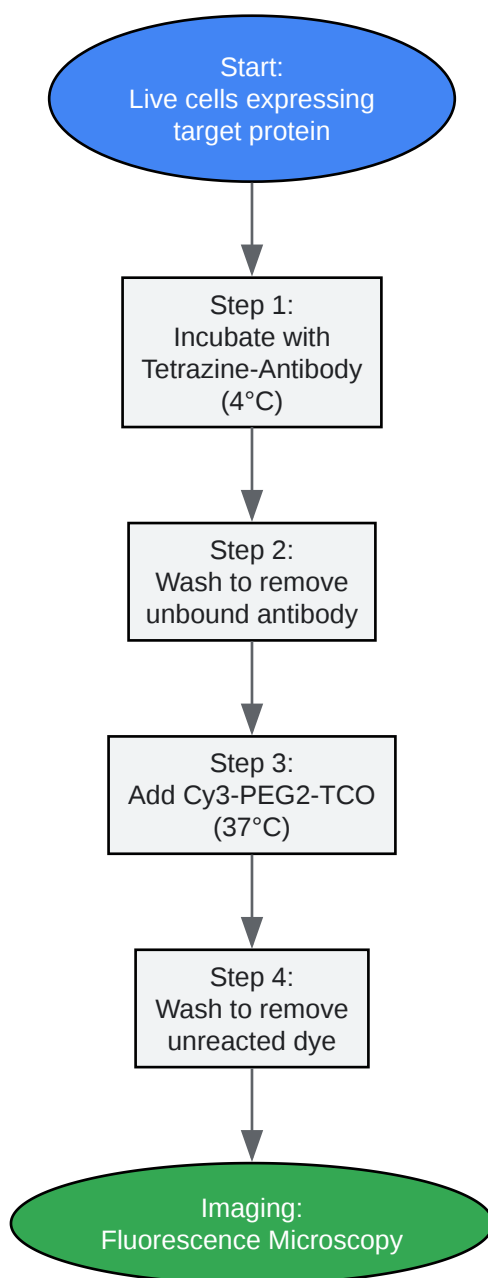 Start:
Live cells expressing
target protein
Step 1:
Incubate with
Tetrazine-Antibody
(4°C)
Step 2:
Wash to remove
unbound antibody
Step 3:
Add Cy3-PEG2-TCO
(37°C)
Step 4:
Wash to remove
unreacted dye
Imaging:
Fluorescence Microscopy